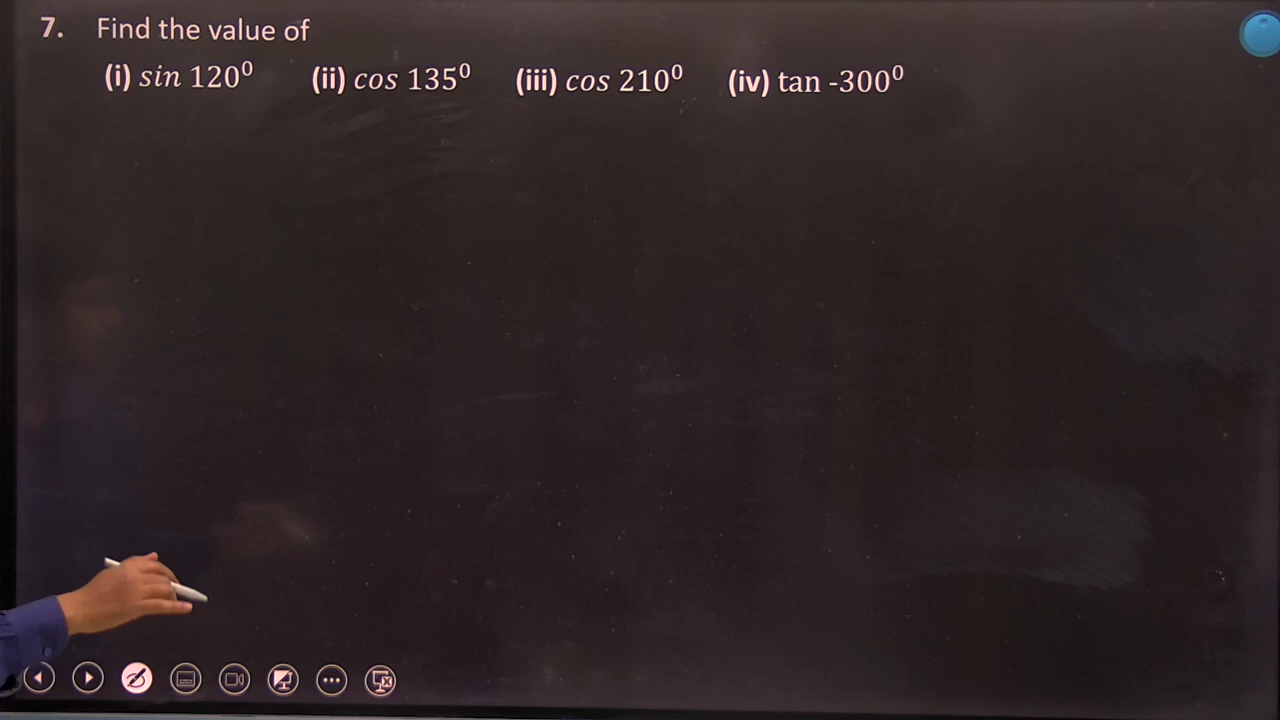 7. Find the value of
(i) sin 120⁰ (ii) cos 135⁰ (iii) cos 210⁰ (iv) tan -300⁰